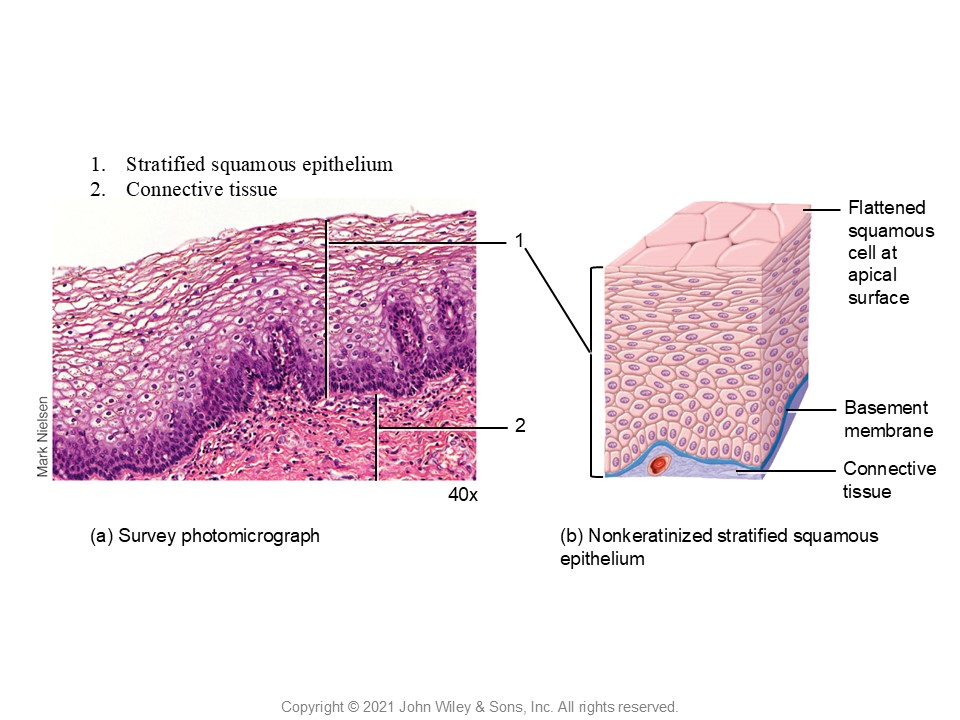 1. Stratified squamous epithelium
2. Connective tissue
1
2
40x
Mark Nielsen
(a) Survey photomicrograph
Flattened
squamous
cell at
apical
surface
Basement
membrane
Connective
tissue
(b) Nonkeratinized stratified squamous
epithelium
Copyright © 2021 John Wiley & Sons, Inc. All rights reserved.